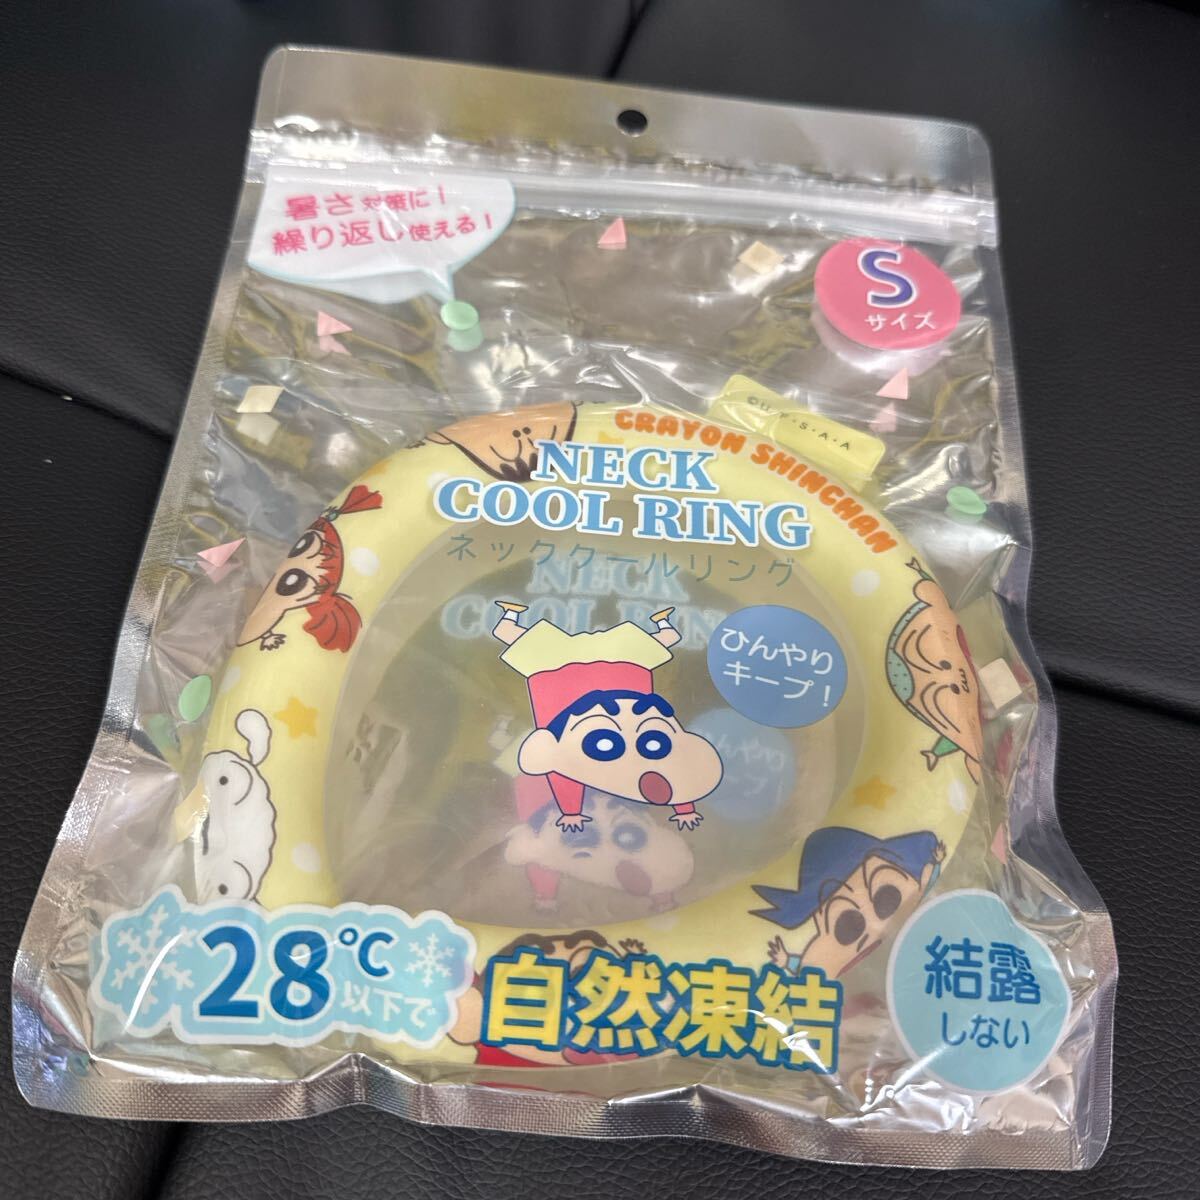 暑さ対策に！
繰り返し使える！
S
サイズ
©U・F・S・A・A
CRAYON SHINCHAN
NECK
COOL RING
ネッククールリング
ひんやり
キープ！
28℃
以下で
自然凍結
結露
しない